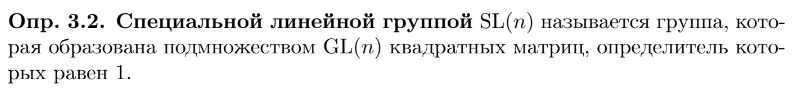 Опр. 3.2. Специальной линейной группой SL(n) называется группа, кото-
рая образована подмножеством GL(n) квадратных матриц, определитель кото-
рых равен 1.